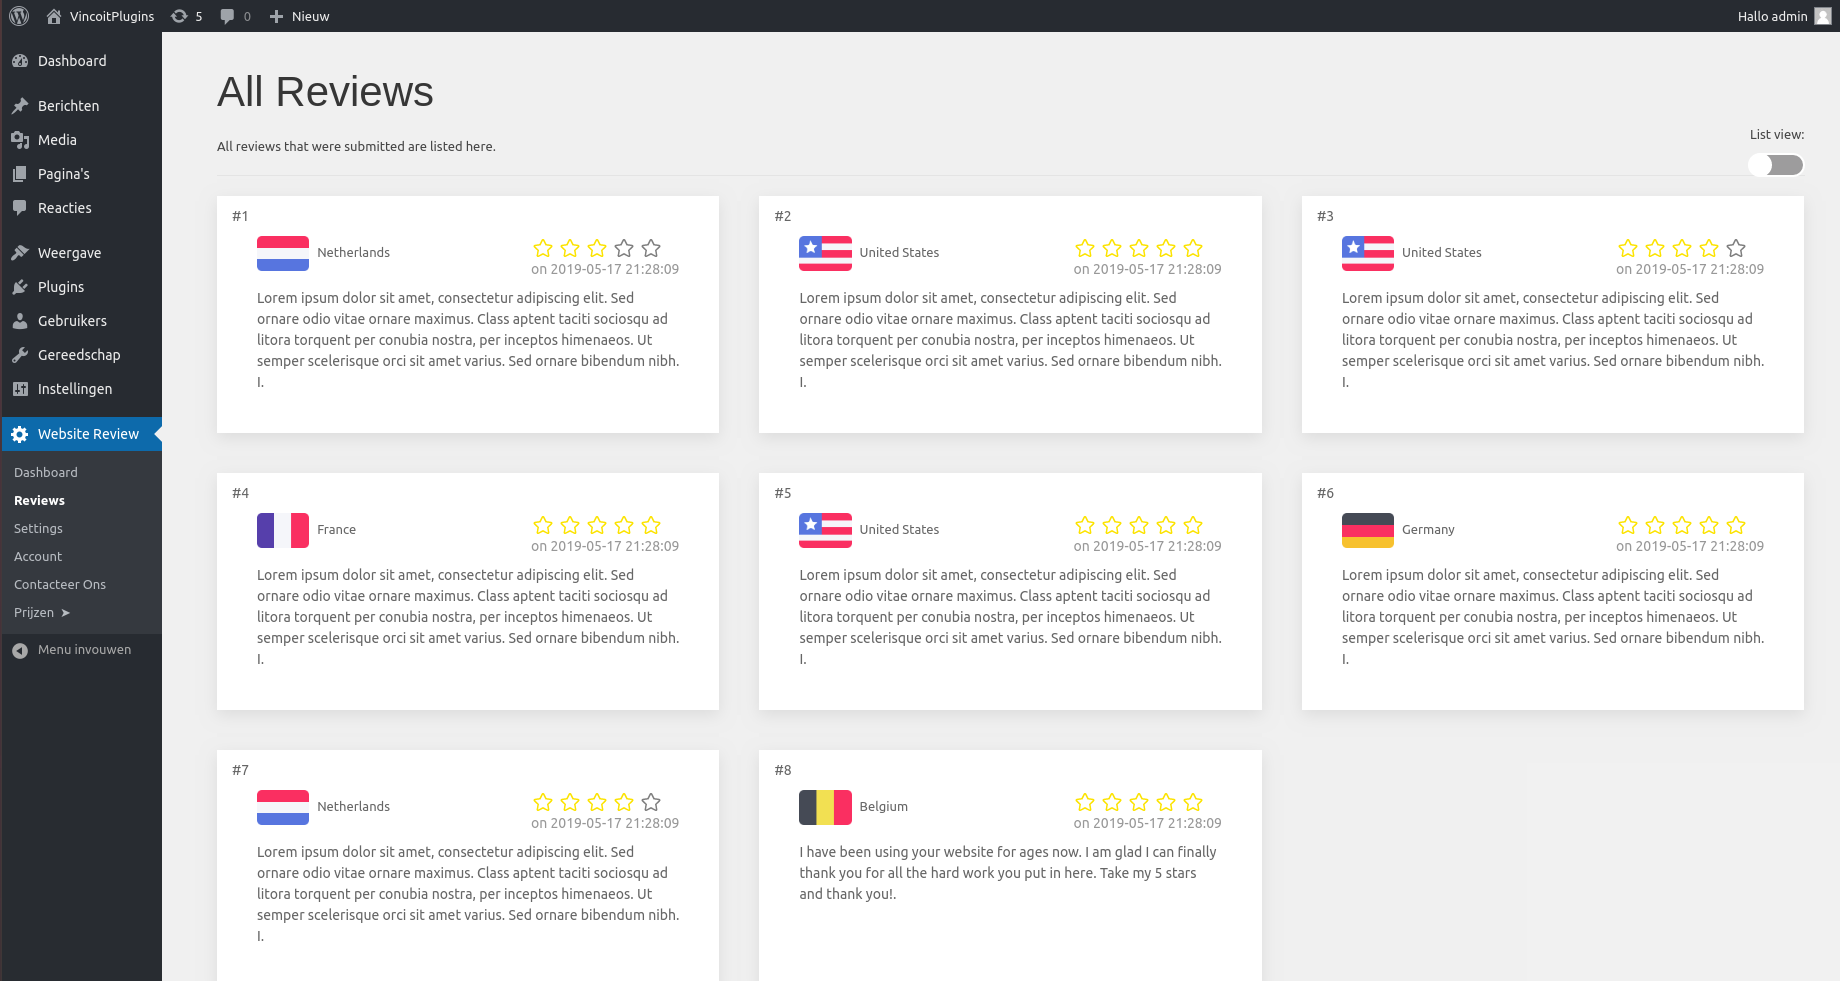 VincoitPlugins 5 0 Nieuw Hallo admin
Dashboard
Berichten
Media
Pagina's
Reacties
Weergave
Plugins
Gebruikers
Gereedschap
Instellingen
Website Review
Dashboard
Reviews
Settings
Account
Contacteer Ons
Prijzen ➤
Menu invouwen
All Reviews
All reviews that were submitted are listed here.
List view:
#1
Netherlands
on 2019-05-17 21:28:09
Lorem ipsum dolor sit amet, consectetur adipiscing elit. Sed
ornare odio vitae ornare maximus. Class aptent taciti sociosqu ad
litora torquent per conubia nostra, per inceptos himenaeos. Ut
semper scelerisque orci sit amet varius. Sed ornare bibendum nibh.
I.
#2
United States
on 2019-05-17 21:28:09
Lorem ipsum dolor sit amet, consectetur adipiscing elit. Sed
ornare odio vitae ornare maximus. Class aptent taciti sociosqu ad
litora torquent per conubia nostra, per inceptos himenaeos. Ut
semper scelerisque orci sit amet varius. Sed ornare bibendum nibh.
I.
#3
United States
on 2019-05-17 21:28:09
Lorem ipsum dolor sit amet, consectetur adipiscing elit. Sed
ornare odio vitae ornare maximus. Class aptent taciti sociosqu ad
litora torquent per conubia nostra, per inceptos himenaeos. Ut
semper scelerisque orci sit amet varius. Sed ornare bibendum nibh.
I.
#4
France
on 2019-05-17 21:28:09
Lorem ipsum dolor sit amet, consectetur adipiscing elit. Sed
ornare odio vitae ornare maximus. Class aptent taciti sociosqu ad
litora torquent per conubia nostra, per inceptos himenaeos. Ut
semper scelerisque orci sit amet varius. Sed ornare bibendum nibh.
I.
#5
United States
on 2019-05-17 21:28:09
Lorem ipsum dolor sit amet, consectetur adipiscing elit. Sed
ornare odio vitae ornare maximus. Class aptent taciti sociosqu ad
litora torquent per conubia nostra, per inceptos himenaeos. Ut
semper scelerisque orci sit amet varius. Sed ornare bibendum nibh.
I.
#6
Germany
on 2019-05-17 21:28:09
Lorem ipsum dolor sit amet, consectetur adipiscing elit. Sed
ornare odio vitae ornare maximus. Class aptent taciti sociosqu ad
litora torquent per conubia nostra, per inceptos himenaeos. Ut
semper scelerisque orci sit amet varius. Sed ornare bibendum nibh.
I.
#7
Netherlands
on 2019-05-17 21:28:09
Lorem ipsum dolor sit amet, consectetur adipiscing elit. Sed
ornare odio vitae ornare maximus. Class aptent taciti sociosqu ad
litora torquent per conubia nostra, per inceptos himenaeos. Ut
semper scelerisque orci sit amet varius. Sed ornare bibendum nibh.
I.
#8
Belgium
on 2019-05-17 21:28:09
I have been using your website for ages now. I am glad I can finally
thank you for all the hard work you put in here. Take my 5 stars
and thank you!.